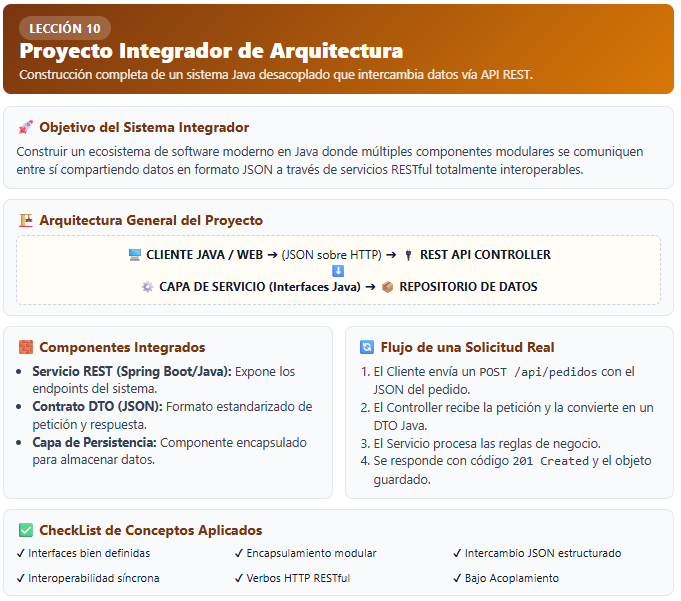 LECCIÓN 10
Proyecto Integrador de Arquitectura
Construcción completa de un sistema Java desacoplado que intercambia datos vía API REST.
🚀 Objetivo del Sistema Integrador
Construir un ecosistema de software moderno en Java donde múltiples componentes modulares se comuniquen
entre sí compartiendo datos en formato JSON a través de servicios RESTful totalmente interoperables.
🏗️ Arquitectura General del Proyecto
🖥️ CLIENTE JAVA / WEB → (JSON sobre HTTP) → 🎙️ REST API CONTROLLER
⬇️
⚙️ CAPA DE SERVICIO (Interfaces Java) → 📦 REPOSITORIO DE DATOS
🧱 Componentes Integrados
• Servicio REST (Spring Boot/Java): Expone los
endpoints del sistema.
• Contrato DTO (JSON): Formato estandarizado de
petición y respuesta.
• Capa de Persistencia: Componente encapsulado
para almacenar datos.
🔄 Flujo de una Solicitud Real
1. El Cliente envía un POST /api/pedidos con el
JSON del pedido.
2. El Controller recibe la petición y la convierte en un
DTO Java.
3. El Servicio procesa las reglas de negocio.
4. Se responde con código 201 Created y el objeto
guardado.
✅ CheckList de Conceptos Aplicados
✓ Interfaces bien definidas
✓ Encapsulamiento modular
✓ Intercambio JSON estructurado
✓ Interoperabilidad síncrona
✓ Verbos HTTP RESTful
✓ Bajo Acoplamiento